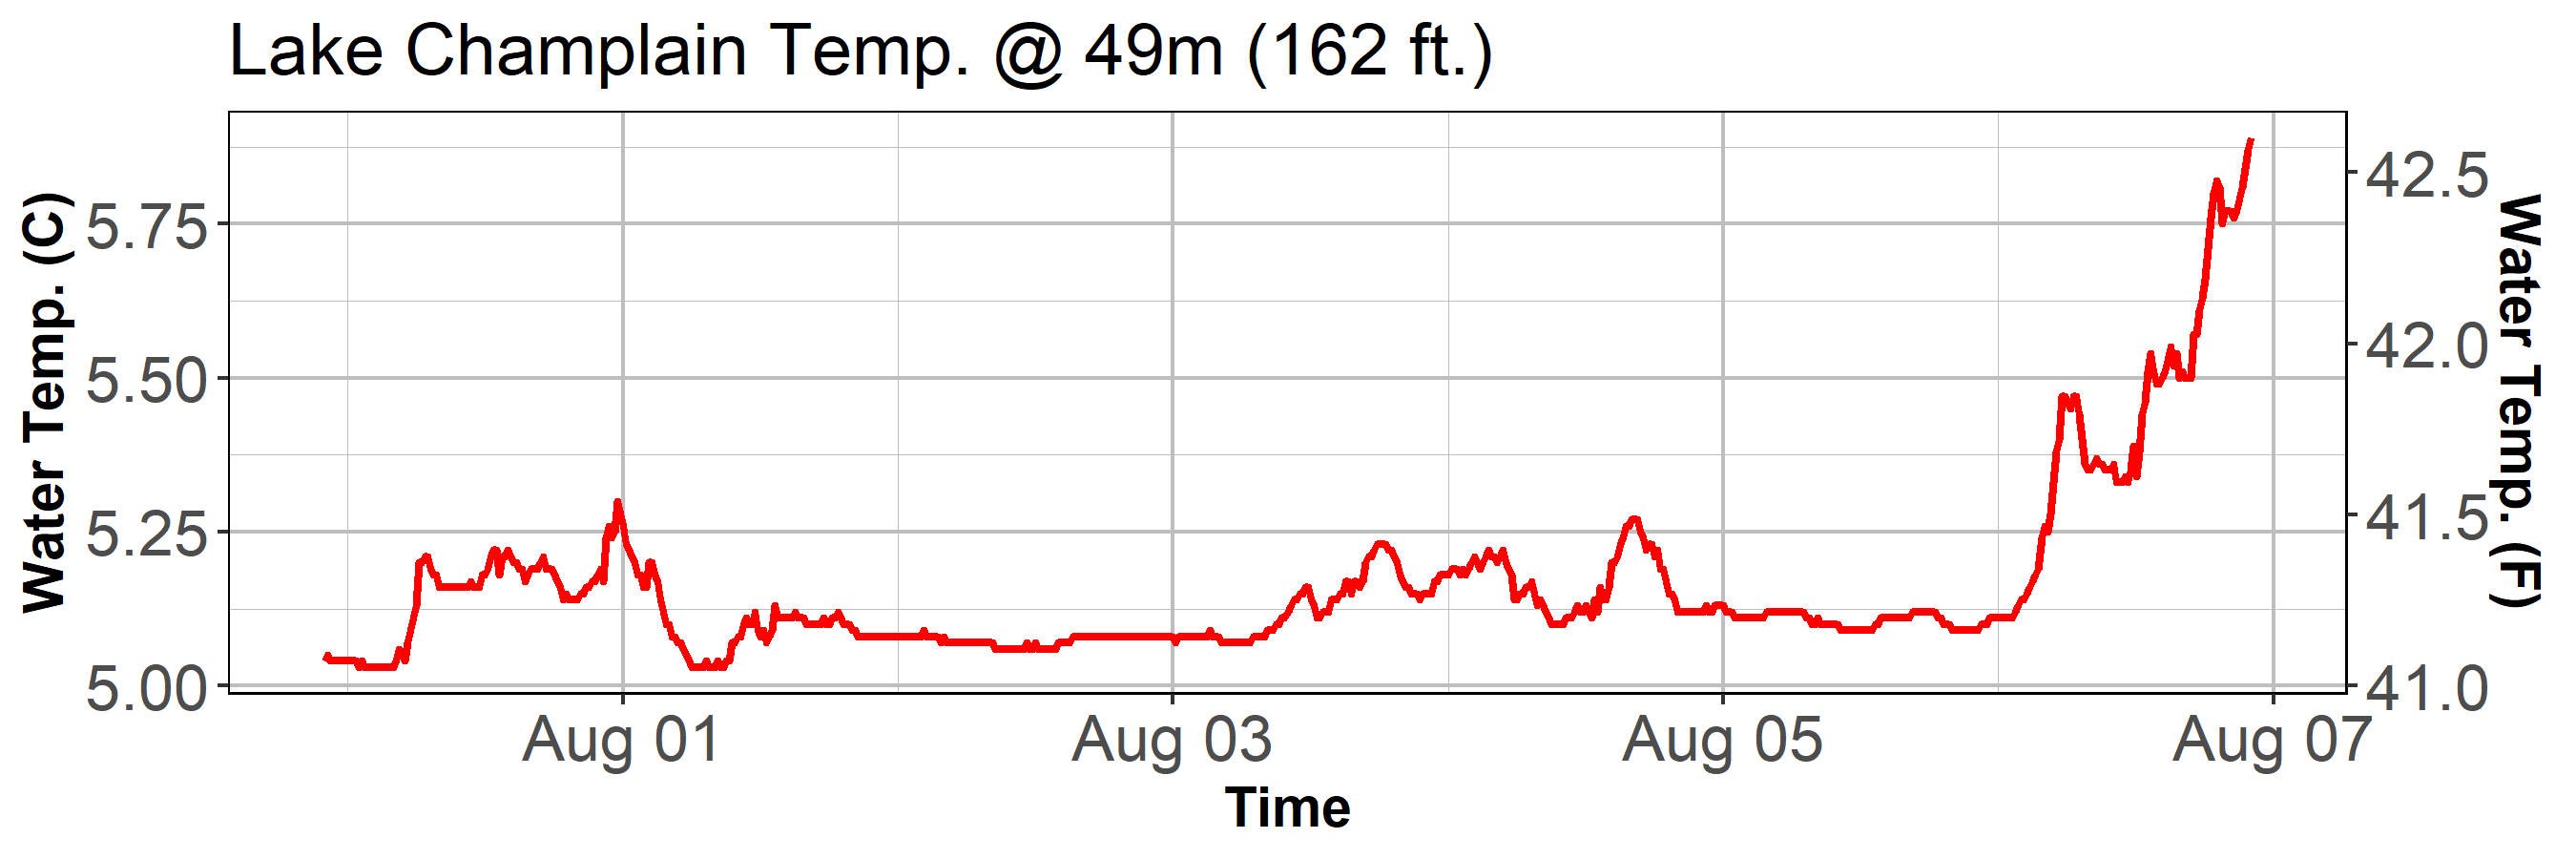 Lake Champlain Temp. @ 49m (162 ft.)
Water Temp. (C)
5.75
5.50
5.25
5.00
42.5
42.0
41.5
41.0
Water Temp. (F)
Aug 01 Aug 03 Aug 05 Aug 07
Time